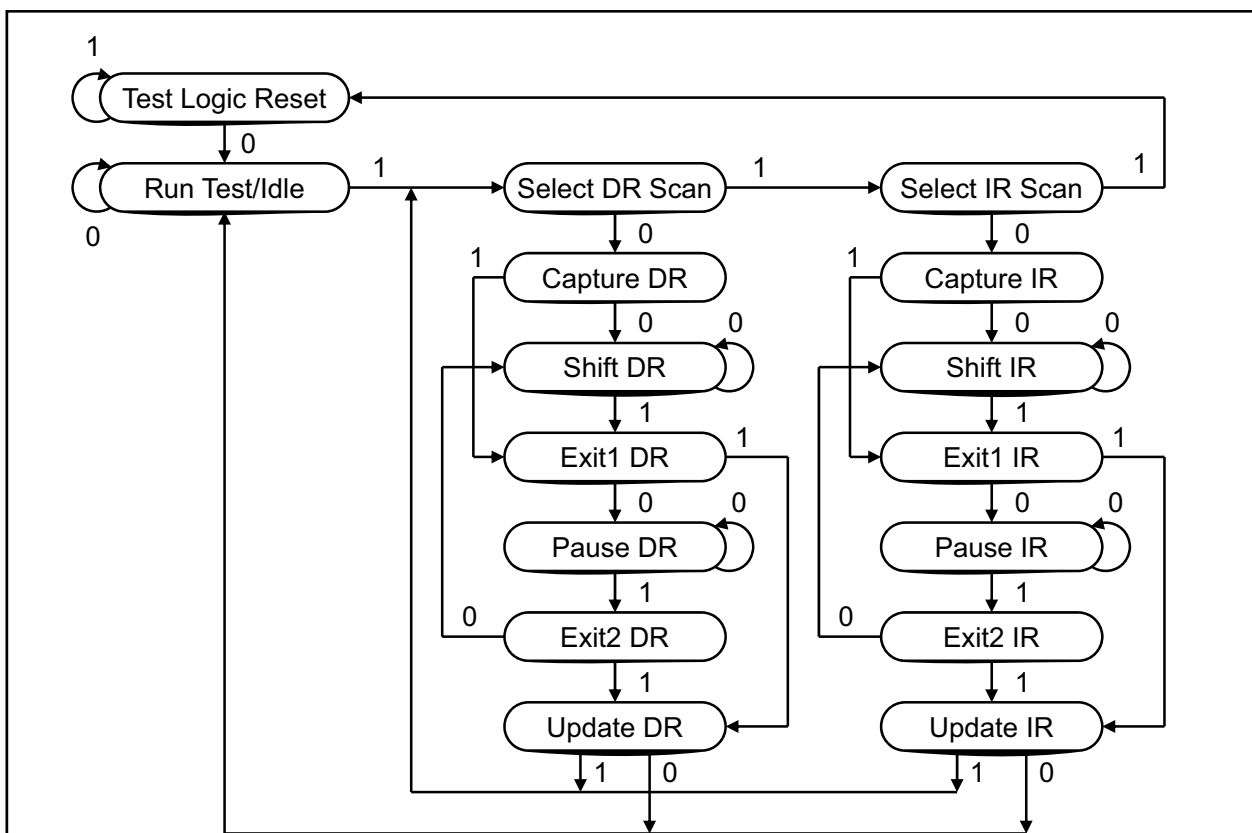 1
Test Logic Reset
0
Run Test/Idle
1
Select DR Scan
1
Select IR Scan
1
0
0
0
1
Capture DR
1
Capture IR
0
0
0
0
Shift DR
Shift IR
1
1
Exit1 DR
1
Exit1 IR
1
0
0
0
0
Pause DR
Pause IR
1
1
0
Exit2 DR
0
Exit2 IR
1
1
Update DR
Update IR
1
0
1
0